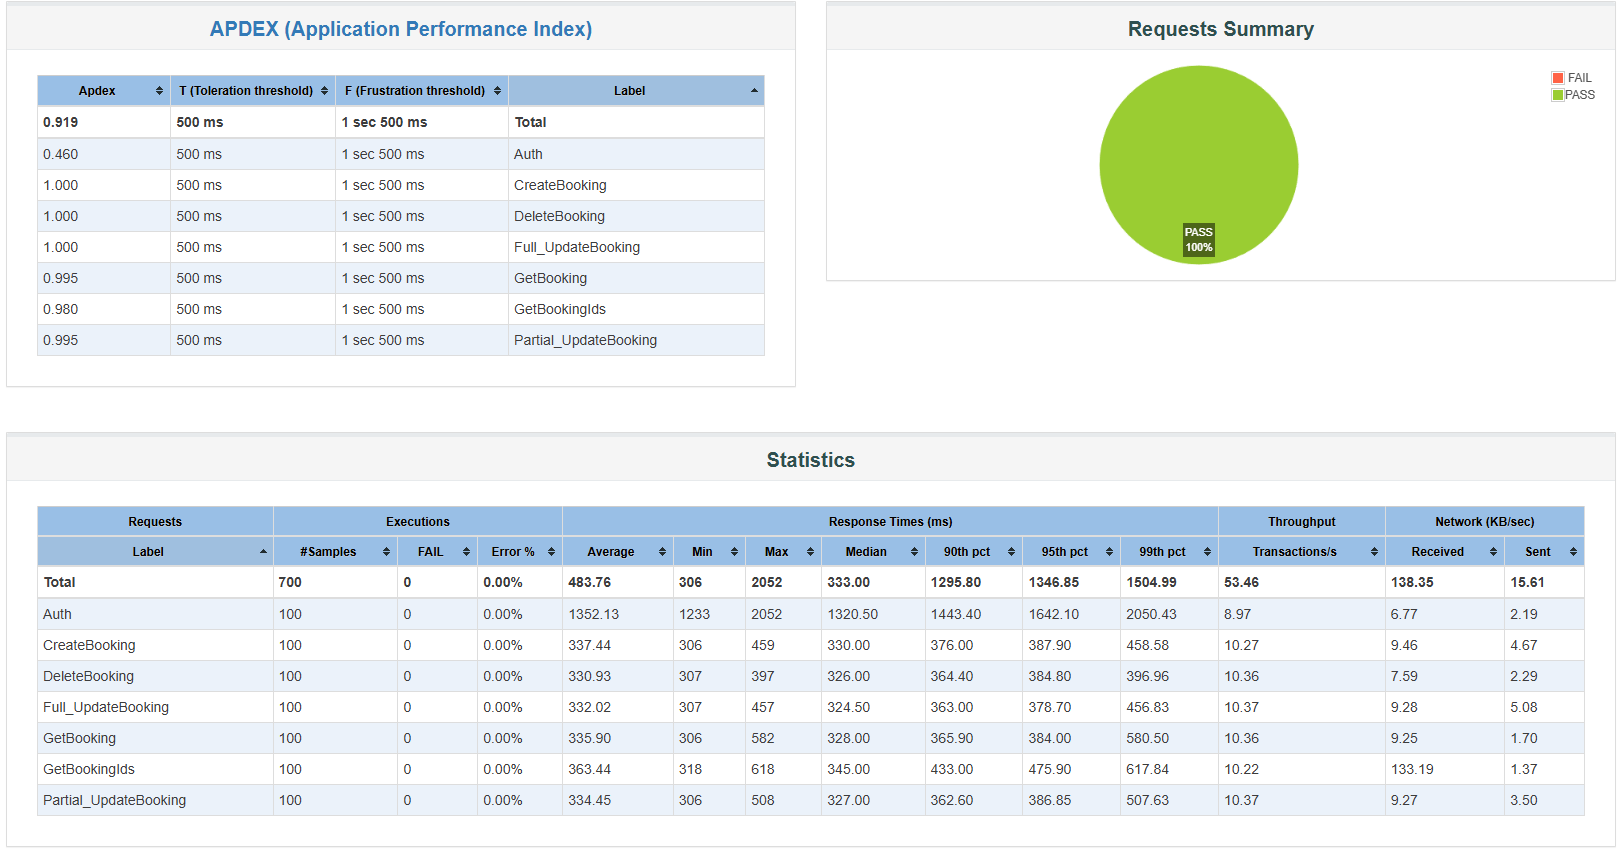 APDEX (Application Performance Index)
Apdex T (Toleration threshold) F (Frustration threshold) Label
0.919 500 ms 1 sec 500 ms Total
0.460 500 ms 1 sec 500 ms Auth
1.000 500 ms 1 sec 500 ms CreateBooking
1.000 500 ms 1 sec 500 ms DeleteBooking
1.000 500 ms 1 sec 500 ms Full_UpdateBooking
0.995 500 ms 1 sec 500 ms GetBooking
0.980 500 ms 1 sec 500 ms GetBookingIds
0.995 500 ms 1 sec 500 ms Partial_UpdateBooking
Requests Summary
FAIL
PASS
PASS
100%
Statistics
Requests Executions Response Times (ms) Throughput Network (KB/sec)
Label #Samples FAIL Error % Average Min Max Median 90th pct 95th pct 99th pct Transactions/s Received Sent
Total 700 0 0.00% 483.76 306 2052 333.00 1295.80 1346.85 1504.99 53.46 138.35 15.61
Auth 100 0 0.00% 1352.13 1233 2052 1320.50 1443.40 1642.10 2050.43 8.97 6.77 2.19
CreateBooking 100 0 0.00% 337.44 306 459 330.00 376.00 387.90 458.58 10.27 9.46 4.67
DeleteBooking 100 0 0.00% 330.93 307 397 326.00 364.40 384.80 396.96 10.36 7.59 2.29
Full_UpdateBooking 100 0 0.00% 332.02 307 457 324.50 363.00 378.70 456.83 10.37 9.28 5.08
GetBooking 100 0 0.00% 335.90 306 582 328.00 365.90 384.00 580.50 10.36 9.25 1.70
GetBookingIds 100 0 0.00% 363.44 318 618 345.00 433.00 475.90 617.84 10.22 133.19 1.37
Partial_UpdateBooking 100 0 0.00% 334.45 306 508 327.00 362.60 386.85 507.63 10.37 9.27 3.50